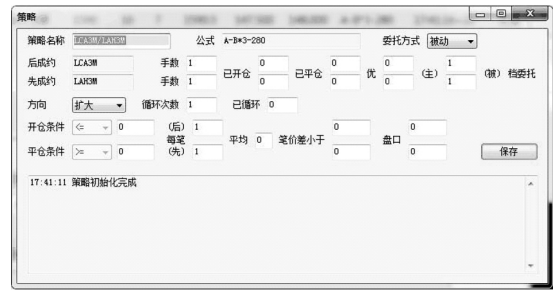 策略
策略名称 LCA3M/LAH3M 公式 A-B*3-280 委托方式 被动
后成约 LCA3M 手数 1 已开仓 0 已平仓 0 优 0 (主) 1 (被) 档委托
先成约 LAH3M 手数 1 0 0 0 1
方向 扩大 循环次数 1 已循环 0
开仓条件 <= 0 (后) 每笔 (先) 1 平均 0 笔价差小于 0 盘口 0
平仓条件 >= 0 1 0 0 保存
17:41:11 策略初始化完成